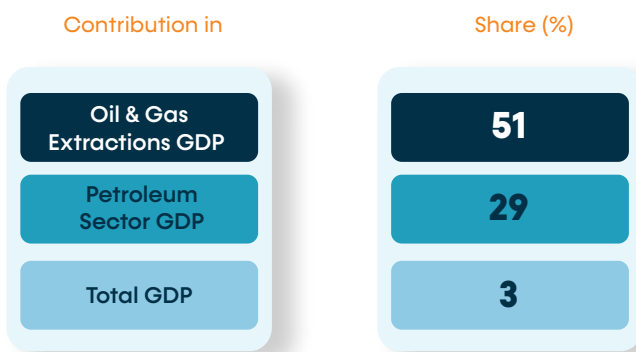 Contribution in
Share (%)
Oil & Gas
Extractions GDP
51
Petroleum
Sector GDP
29
Total GDP
3